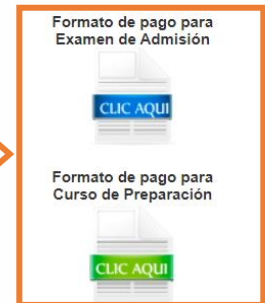 Formato de pago para
Examen de Admisión
CLIC AQUI
Formato de pago para
Curso de Preparación
CLIC AQUI